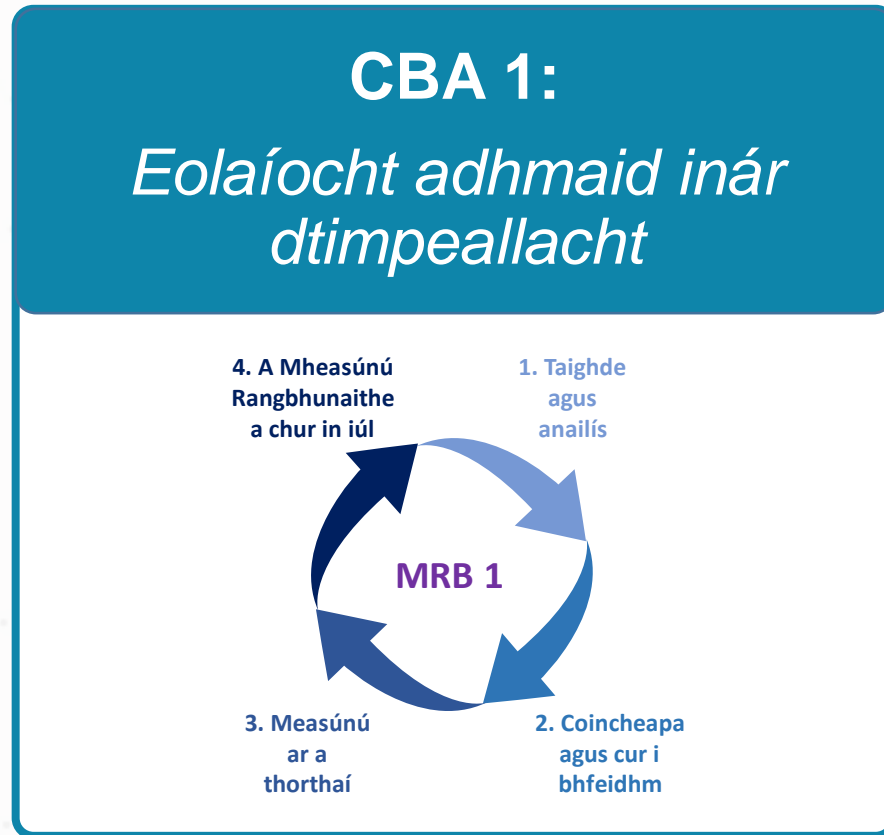 CBA 1:
Eolaíocht adhmaid inár
dtimpeallacht
4. A Mheasúnú
Rangbhunaithe
a chur in iúl
1. Taighde
agus
anailís
MRB 1
3. Measúnú
ar a
thorthaí
2. Coincheapa
agus cur i
bhfeidhm